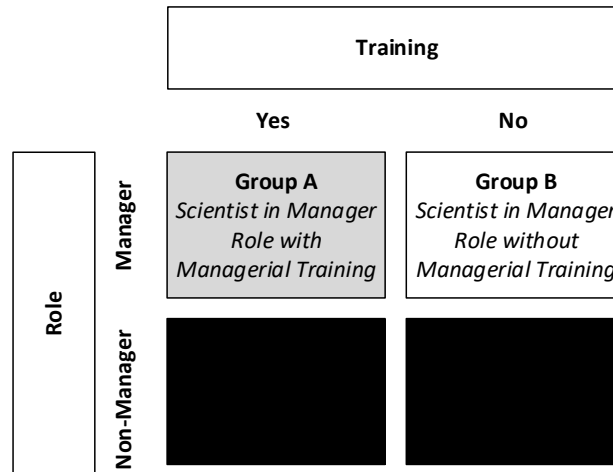 Training
Yes
No
Role
Manager
Group A
Scientist in Manager
Role with
Managerial Training
Group B
Scientist in Manager
Role without
Managerial Training
Non-Manager